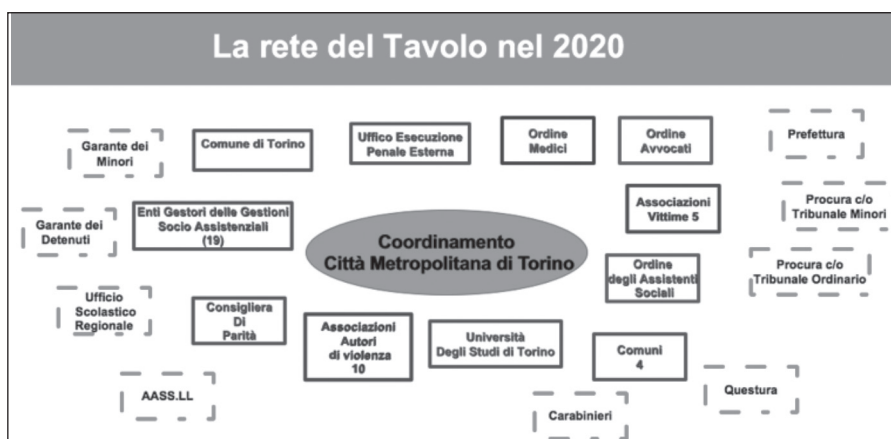 La rete del Tavolo nel 2020
Garante dei
Minori
Comune di Torino
Uffico Esecuzione
Penale Esterna
Ordine
Medici
Ordine
Avvocati
Prefettura
Garante dei
Detenuti
Enti Gestori delle Gestioni
Socio Assistenziali
(19)
Associazioni
Vittime 5
Procura c/o
Tribunale Minori
Coordinamento
Città Metropolitana di Torino
Ordine
degli Assistenti
Sociali
Procura c/o
Tribunale Ordinario
Ufficio
Scolastico
Regionale
Consigliera
Di
Parità
Associazioni
Autori
di violenza
10
Università
Degli Studi di Torino
Comuni
4
AASS.LL
Carabinieri
Questura